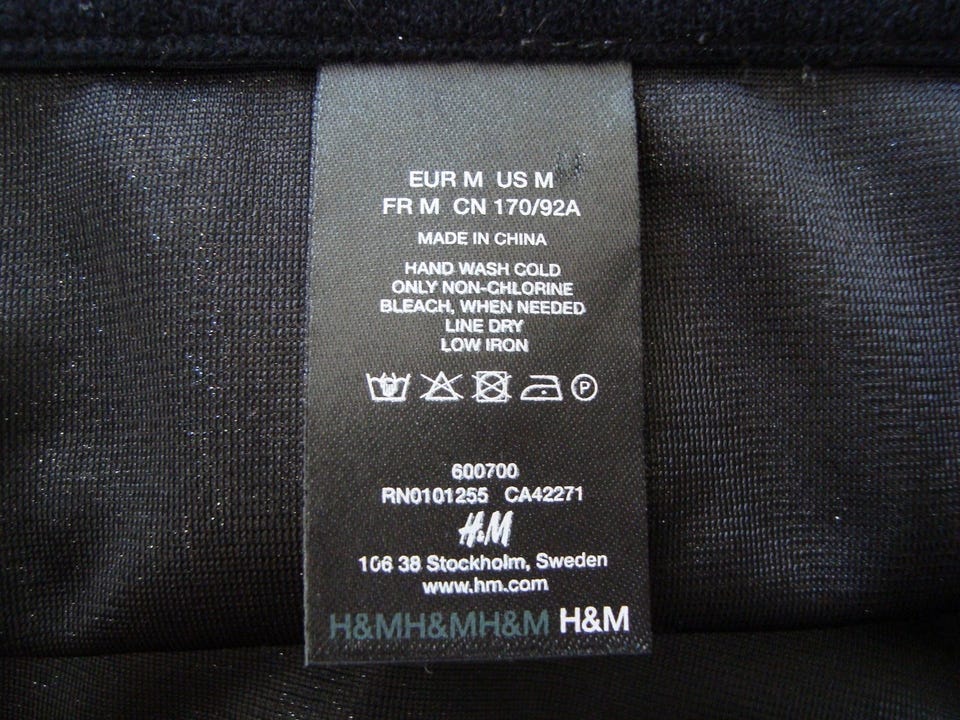 EUR M US M
FR M CN 170/92A
MADE IN CHINA
HAND WASH COLD
ONLY NON-CHLORINE
BLEACH, WHEN NEEDED
LINE DRY
LOW IRON
P
600700
RN0101255 CA42271
H&M
106 38 Stockholm, Sweden
www.hm.com
H&MH&MH&M H&M